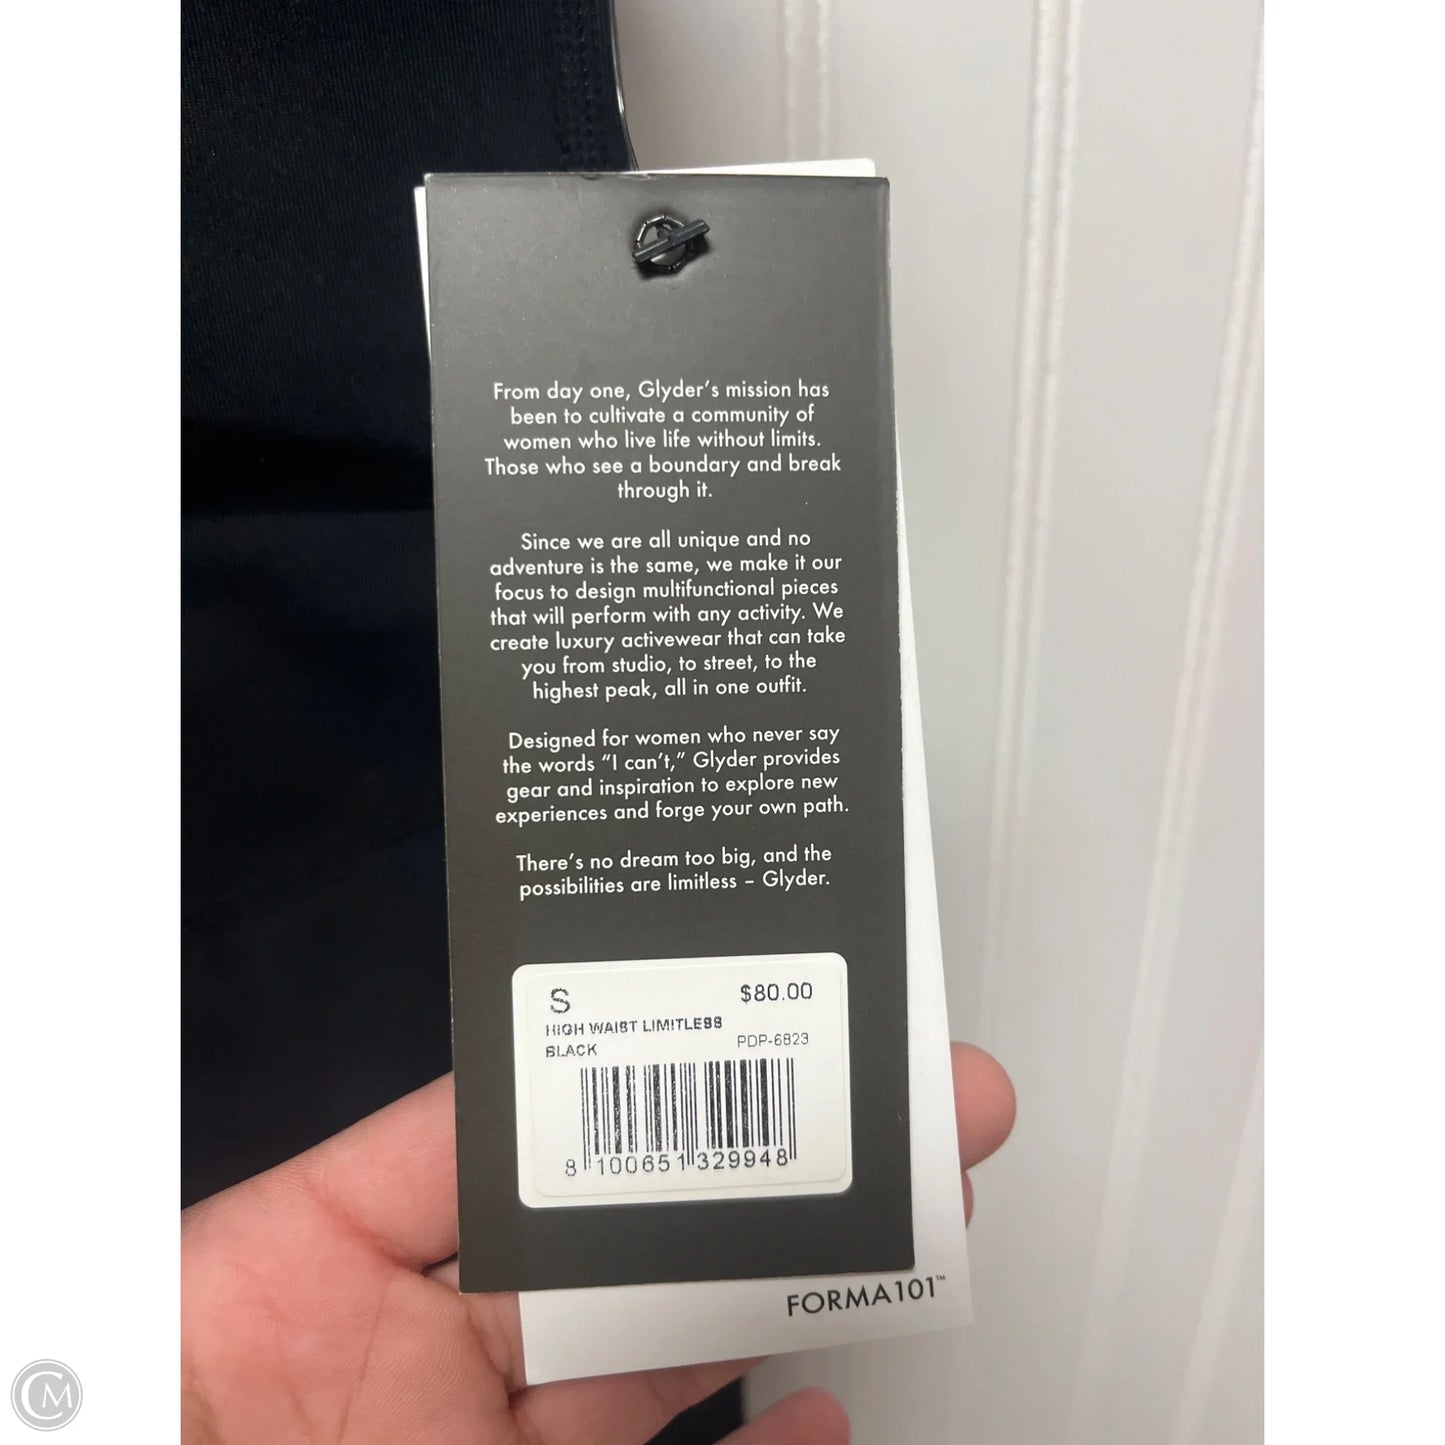 From day one, Glyder's mission has
been to cultivate a community of
women who live life without limits.
Those who see a boundary and break
through it.
Since we are all unique and no
adventure is the same, we make it our
focus to design multifunctional pieces
that will perform with any activity. We
create luxury activewear that can take
you from studio, to street, to the
highest peak, all in one outfit.
Designed for women who never say
the words "I can't," Glyder provides
gear and inspiration to explore new
experiences and forge your own path.
There's no dream too big, and the
possibilities are limitless – Glyder.
S $80.00
HIGH WAIST LIMITLESS
BLACK PDP-6823
8 100651 329948
FORMA101™
CM